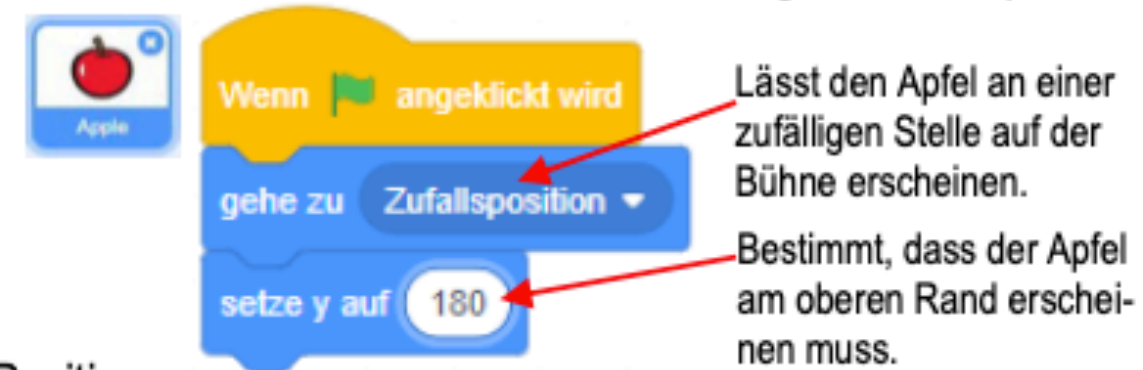 Apple
Wenn angeklickt wird
gehe zu Zufallsposition
setze y auf 180
Lässt den Apfel an einer
zufälligen Stelle auf der
Bühne erscheinen.
Bestimmt, dass der Apfel
am oberen Rand erschei-
nen muss.